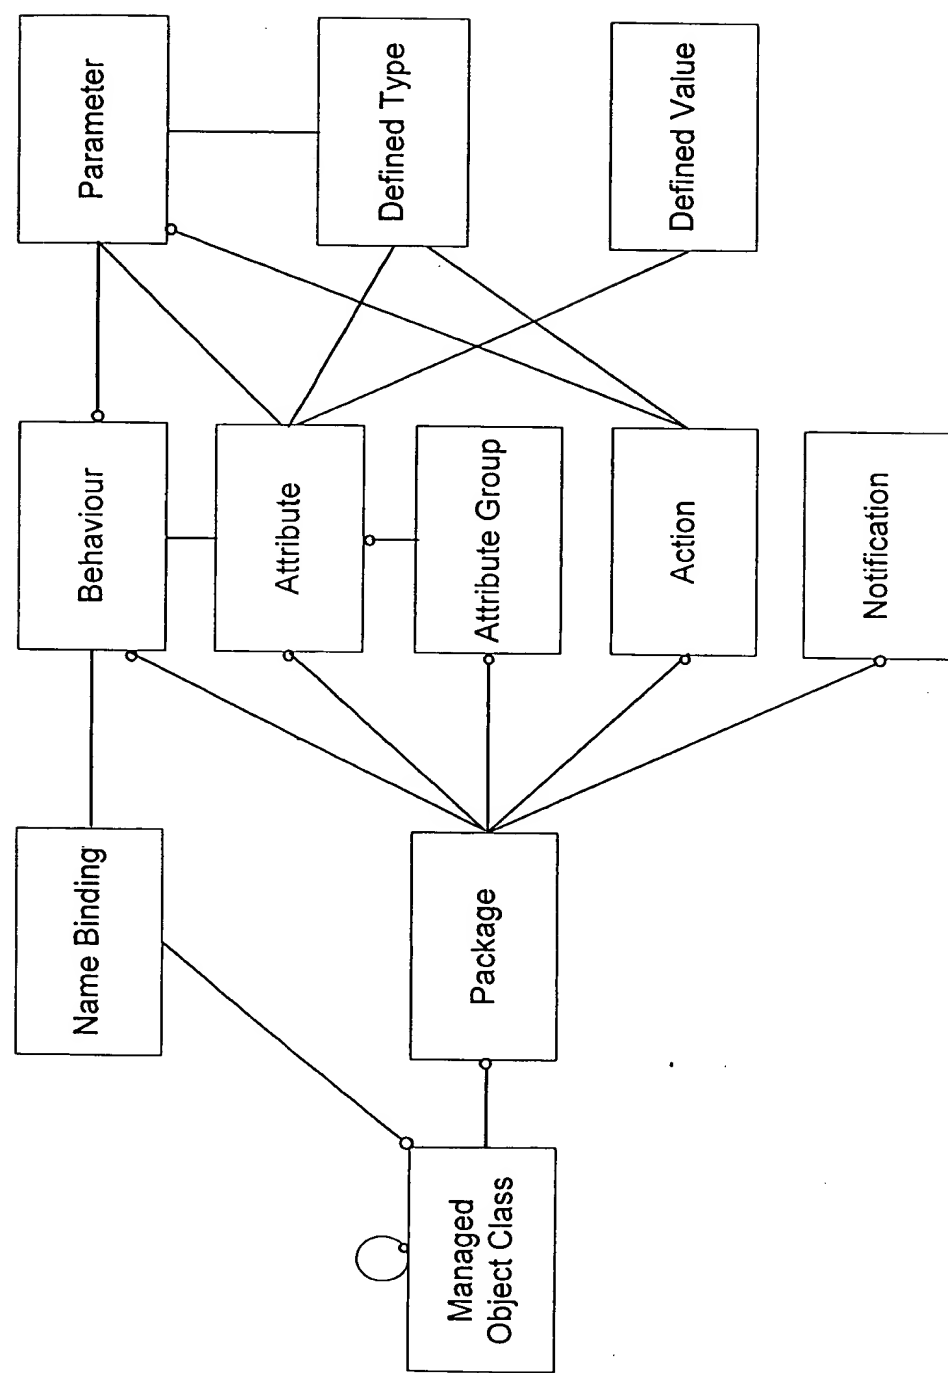 Parameter
Defined Type
Defined Value
Behaviour
Attribute
Attribute Group
Action
Notification
Name Binding
Package
Managed
Object Class